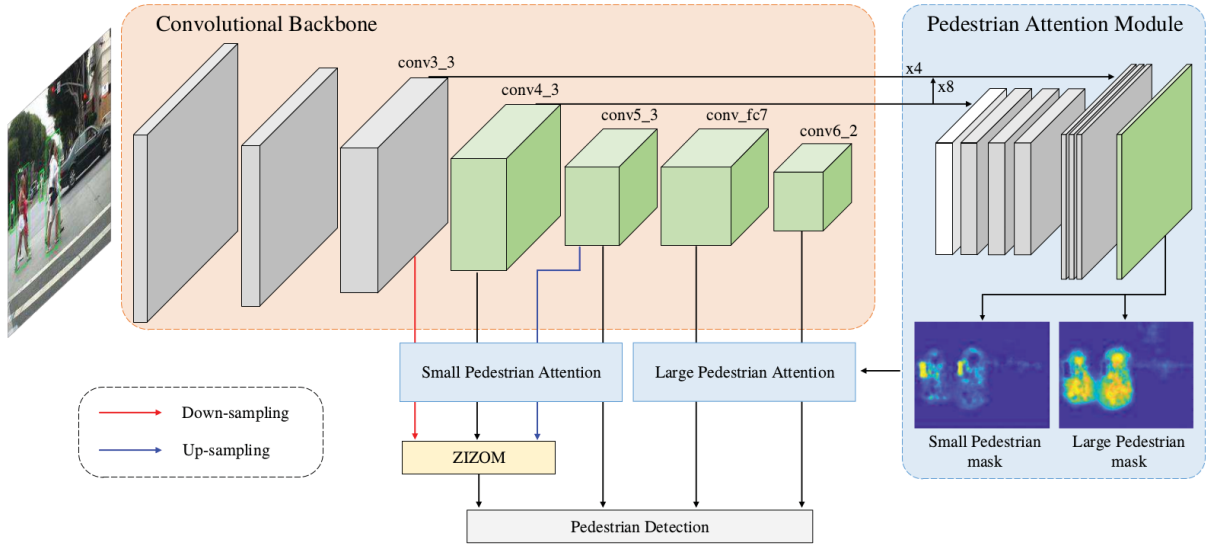 Convolutional Backbone
Pedestrian Attention Module
conv3_3
x4
conv4_3
x8
conv5_3
conv_fc7
conv6_2
Small Pedestrian Attention
Large Pedestrian Attention
Down-sampling
Up-sampling
ZIZOM
Small Pedestrian
mask
Large Pedestrian
mask
Pedestrian Detection